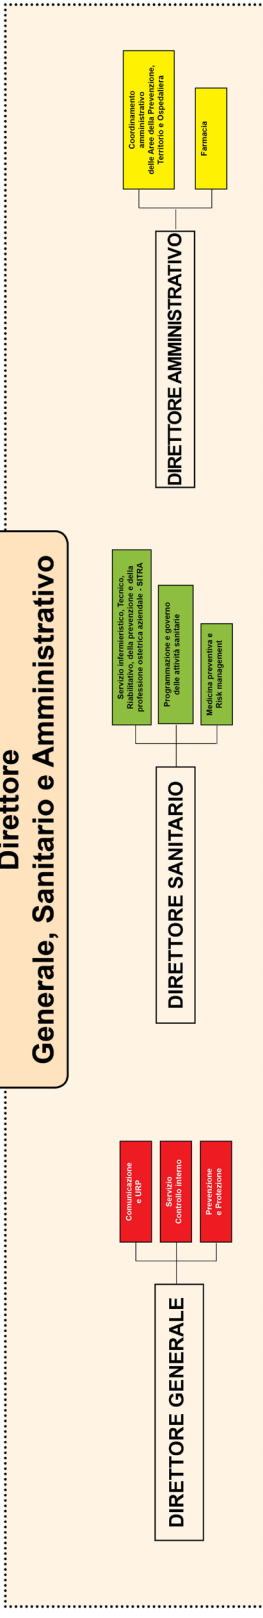 Direttore
Generale, Sanitario e Amministrativo
DIRETTORE GENERALE
Comunicazione
e URP
Servizio
Controllo interno
Prevenzione
e Protezione
DIRETTORE SANITARIO
Servizio infermieristico, Tecnico,
Riabilitativo, della prevenzione e della
professione ostetrica aziendale - SITRA
Programmazione e governo
delle attività sanitarie
Medicina preventiva e
Risk management
DIRETTORE AMMINISTRATIVO
Coordinamento
amministrativo
delle Aree della Prevenzione,
Territorio e Ospedaliera
Farmacia